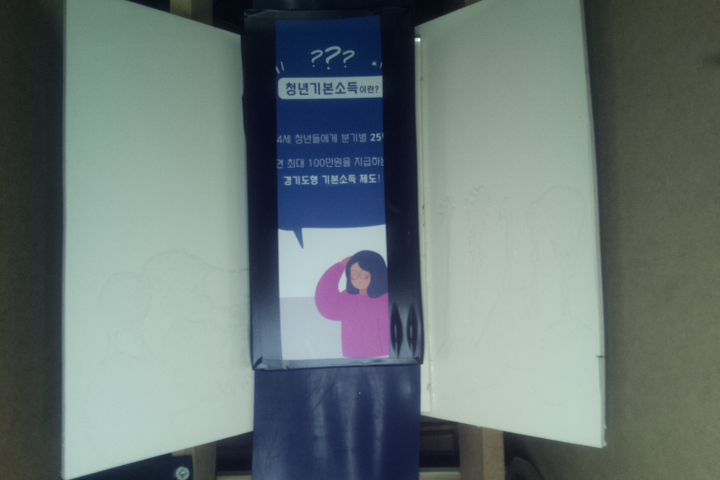 ???
청년기본소득이란?
4세 청년들에게 분기별 25
최대 100만원을 지급하는
경기도형 기본소득 제도!